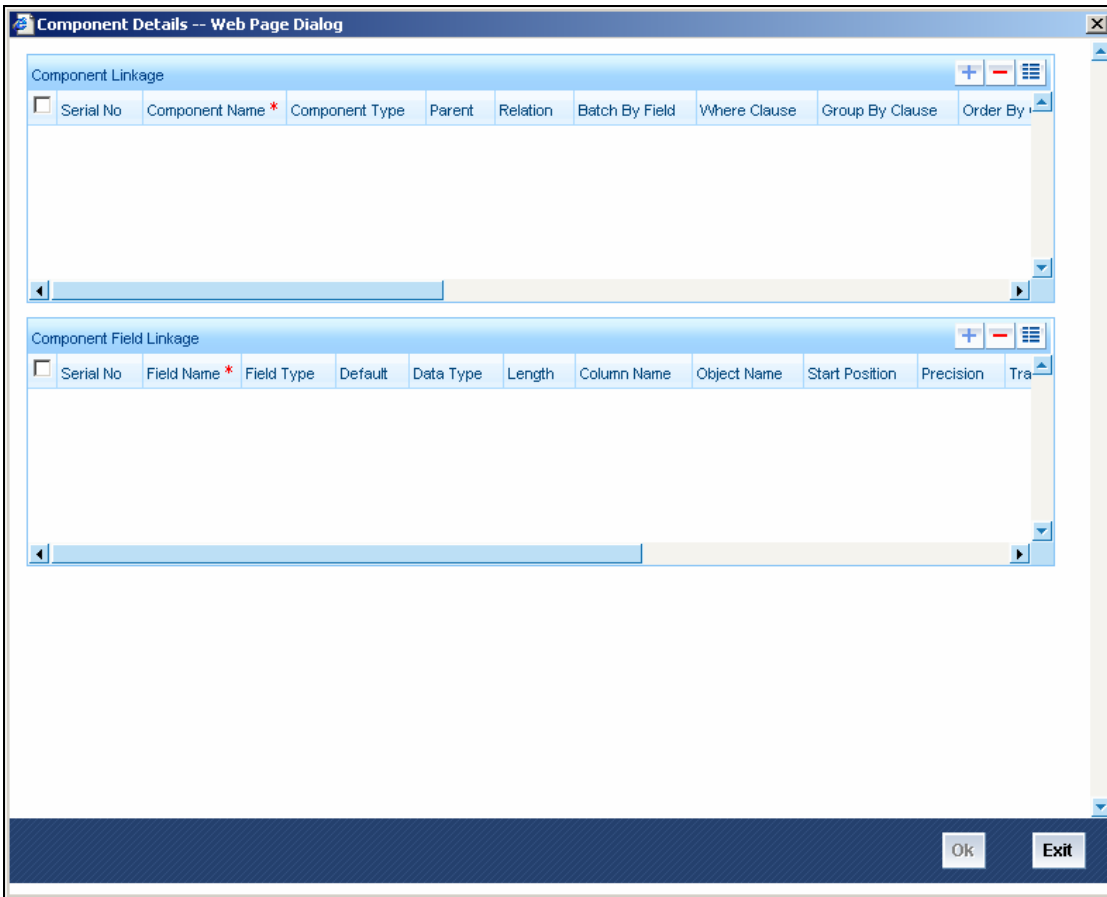 Component Details -- Web Page Dialog
Component Linkage
Serial No Component Name * Component Type Parent Relation Batch By Field Where Clause Group By Clause Order By
Component Field Linkage
Serial No Field Name * Field Type Default Data Type Length Column Name Object Name Start Position Precision Tra
Ok Exit